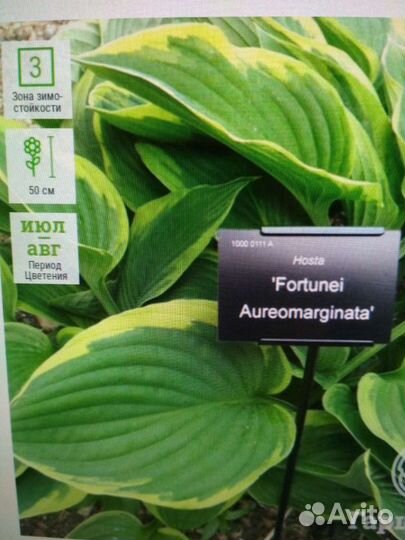 3
Зона зимо-
стойкости
50 см
июл
авг
Период
Цветения
1000 0111 A
Hosta
'Fortunei
Aureomarginata'
Avito